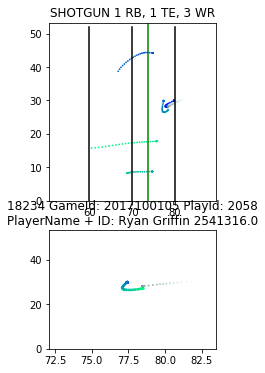 SHOTGUN 1 RB, 1 TE, 3 WR
50
40
30
20
10
0
60 70 80
18234 GameId: 2017100105 PlayId: 2058
PlayerName + ID: Ryan Griffin 2541316.0
40
20
0
72.5 75.0 77.5 80.0 82.5